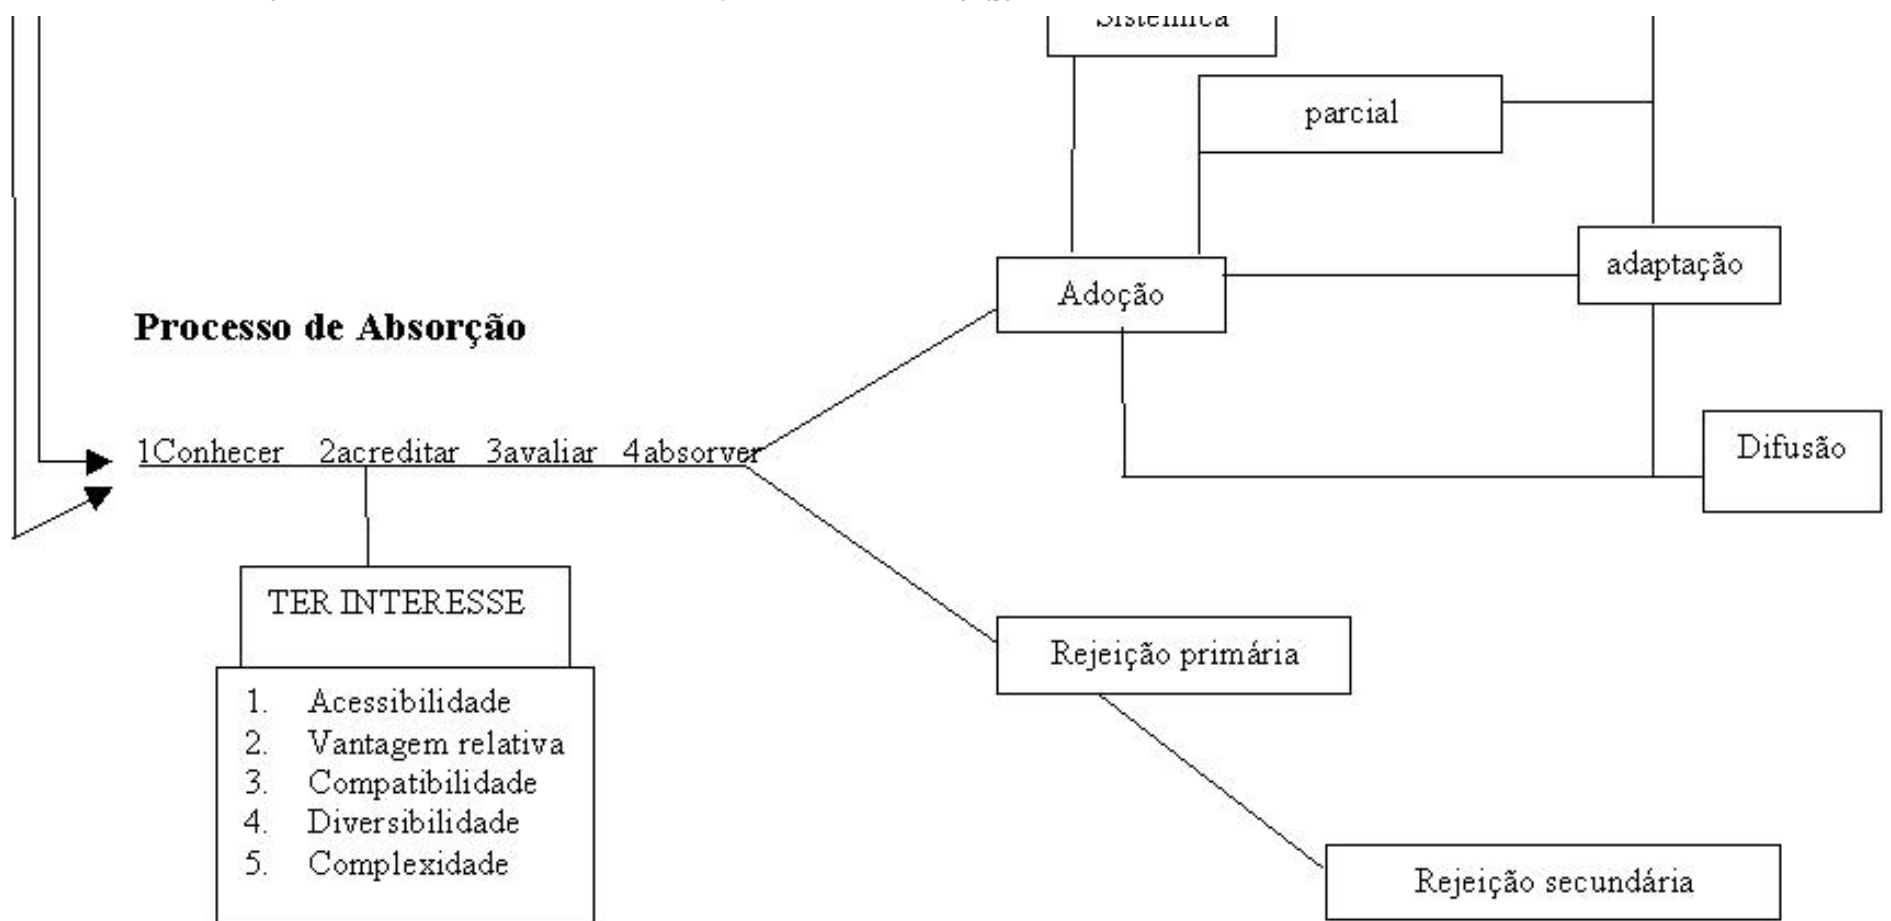 Sistêmica
parcial
adaptação
Adoção
Processo de Absorção
1Conhecer 2acreditar 3avaliar 4absorver
Difusão
TER INTERESSE
Rejeição primária
1. Acessibilidade
2. Vantagem relativa
3. Compatibilidade
4. Diversibilidade
5. Complexidade
Rejeição secundária